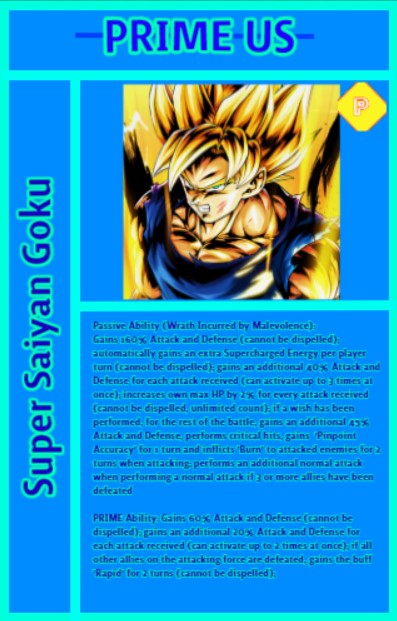 PRIME US
P
Super Saiyan Goku
Passive Ability (Wrath Incurred by Malevolence):
Gains 160% Attack and Defense (cannot be dispelled);
automatically gains an extra Supercharged Energy per player
turn (cannot be dispelled); gains an additional 40% Attack and
Defense for each attack received (can activate up to 3 times at
once); increases own max HP by 2% for every attack received
(cannot be dispelled, unlimited count); if a wish has been
performed: for the rest of the battle, gains an additional 45%
Attack and Defense, performs critical hits, gains "Pinpoint
Accuracy" for 1 turn and inflicts "Burn" to attacked enemies for 2
turns when attacking; performs an additional normal attack
when performing a normal attack if 3 or more allies have been
defeated
PRIME Ability: Gains 60% Attack and Defense (cannot be
dispelled); gains an additional 20% Attack and Defense for
each attack received (can activate up to 2 times at once); if all
other allies on the attacking force are defeated, gains the buff
"Rapid" for 2 turns (cannot be dispelled);